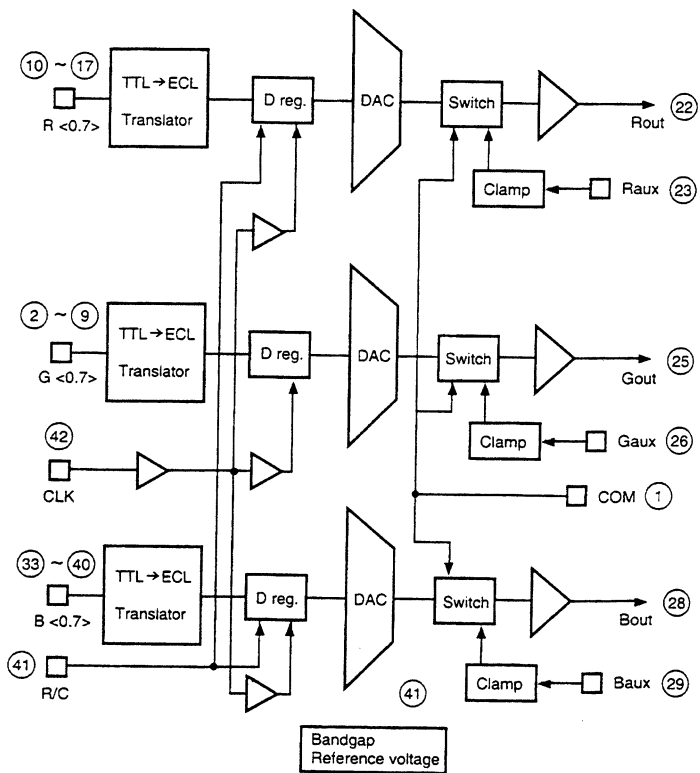 10 ~ 17
TTL→ECL
Translator
R <0.7>
D reg.
DAC
Switch
22
Rout
Clamp
Raux 23
2 ~ 9
TTL→ECL
Translator
G <0.7>
D reg.
DAC
Switch
25
Gout
Clamp
Gaux 26
42
CLK
COM 1
33 ~ 40
TTL→ECL
Translator
B <0.7>
D reg.
DAC
Switch
28
Bout
41
R/C
Clamp
Baux 29
41
Bandgap
Reference voltage